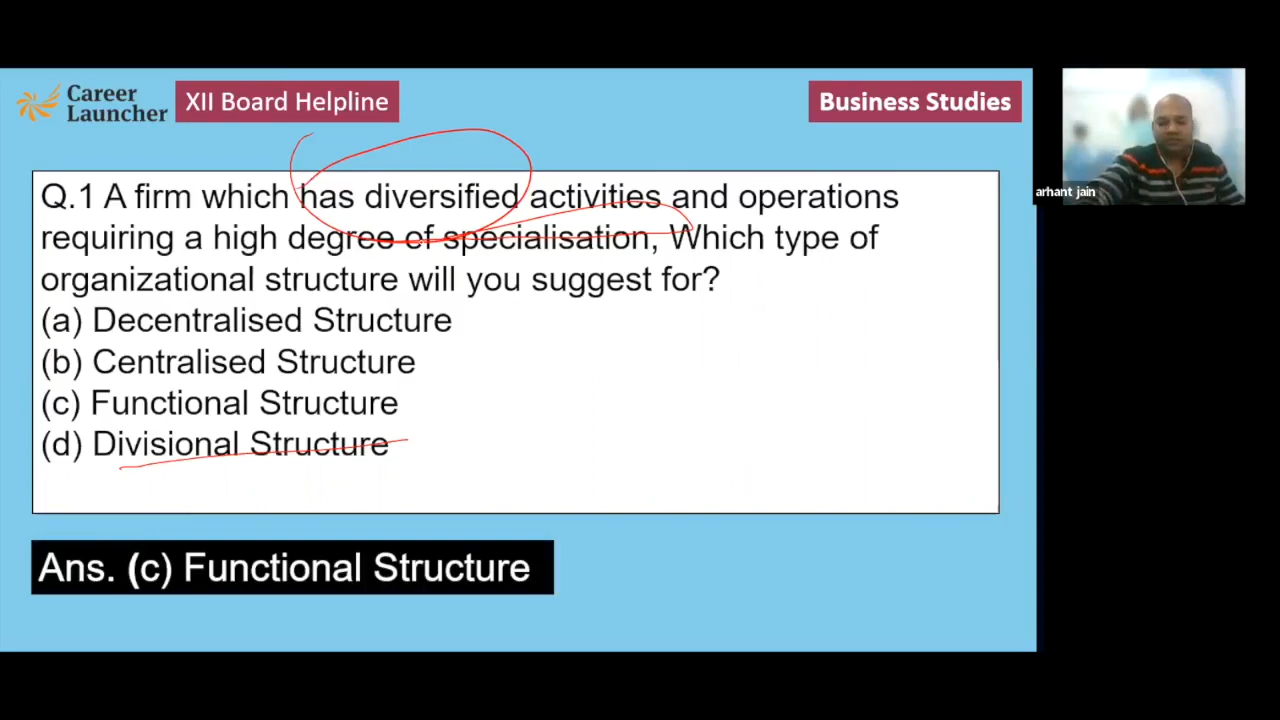 Career
Launcher
XII Board Helpline
Business Studies
arhant jain
Q.1 A firm which has diversified activities and operations
requiring a high degree of specialisation, Which type of
organizational structure will you suggest for?
(a) Decentralised Structure
(b) Centralised Structure
(c) Functional Structure
(d) Divisional Structure
Ans. (c) Functional Structure